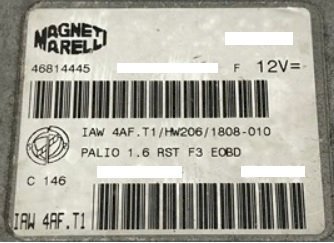 MAGNETI
MARELLI
46814445 F 12V=
IAW 4AF.T1/HW206/1808-010
PALIO 1.6 RST F3 EOBD
C 146
IAW 4AF.T1